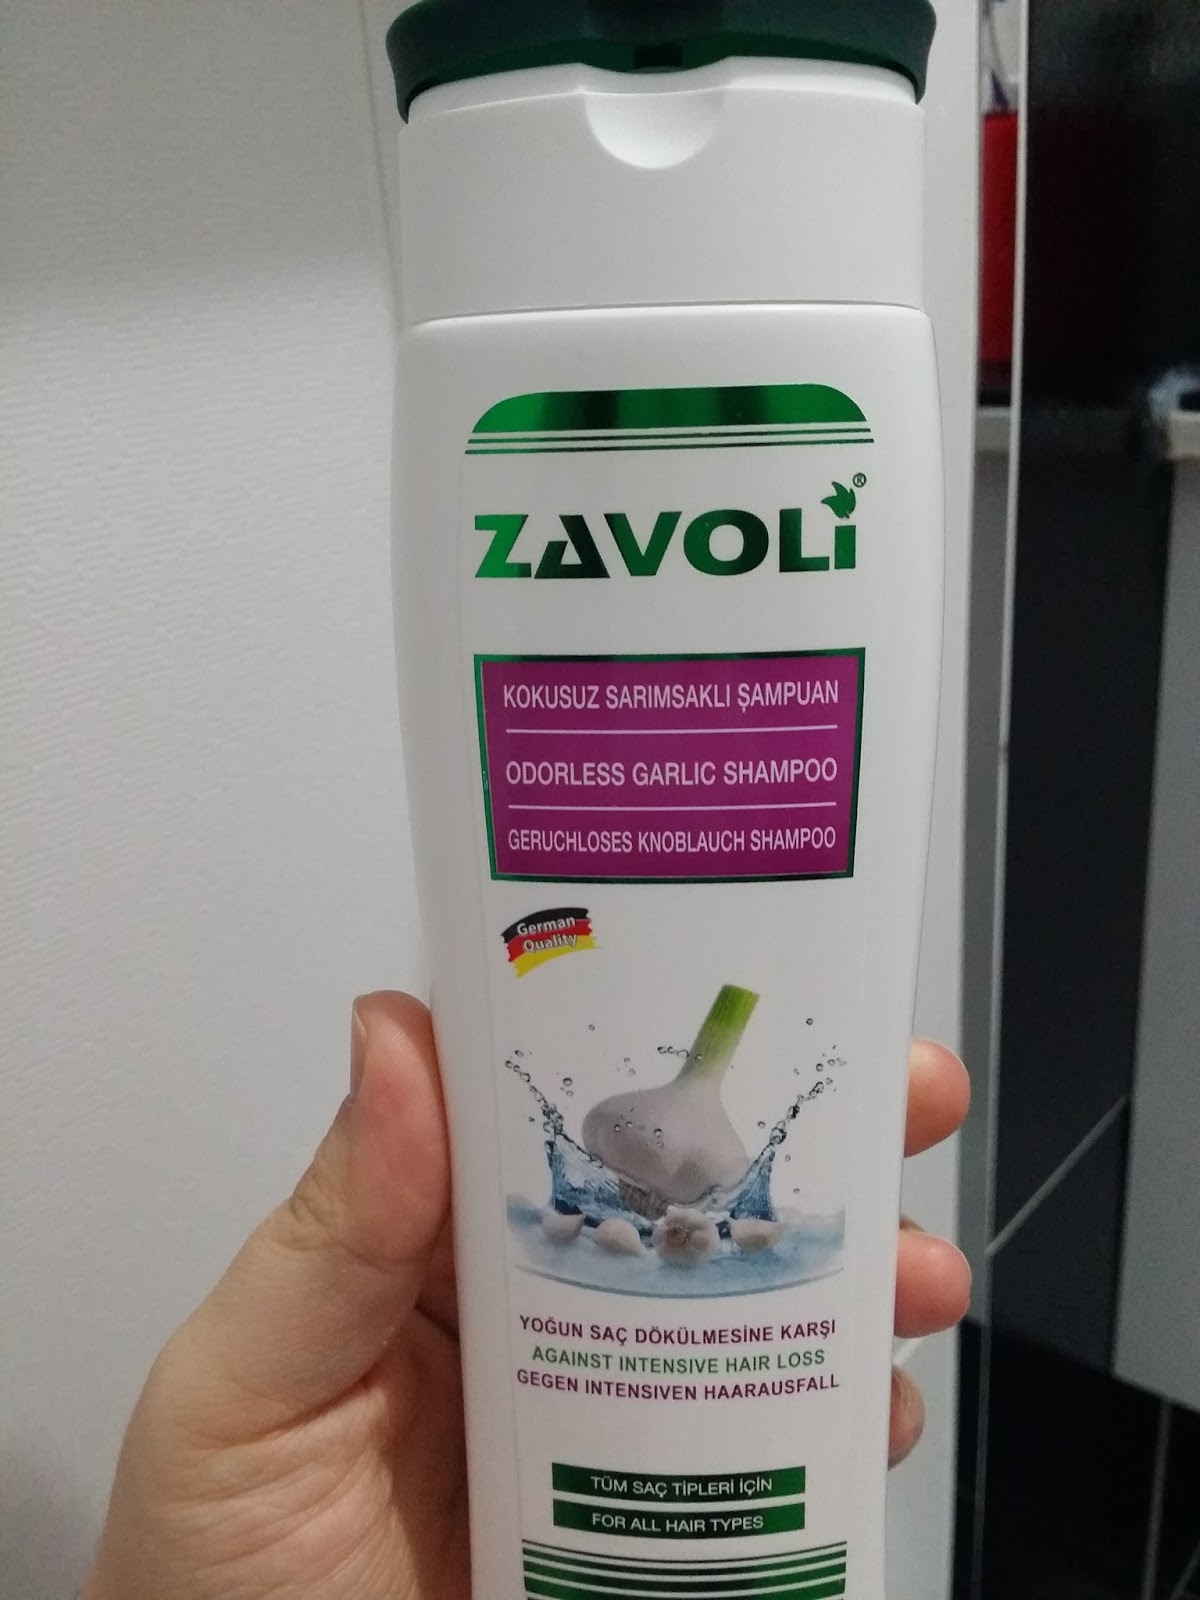 ZAVOLi®
KOKUSUZ SARIMSAKLI ŞAMPUAN
ODORLESS GARLIC SHAMPOO
GERUCHLOSES KNOBLAUCH SHAMPOO
German
Quality
YOĞUN SAÇ DÖKÜLMESİNE KARŞI
AGAINST INTENSIVE HAIR LOSS
GEGEN INTENSIVEN HAARAUSFALL
TÜM SAÇ TİPLERİ İÇİN
FOR ALL HAIR TYPES